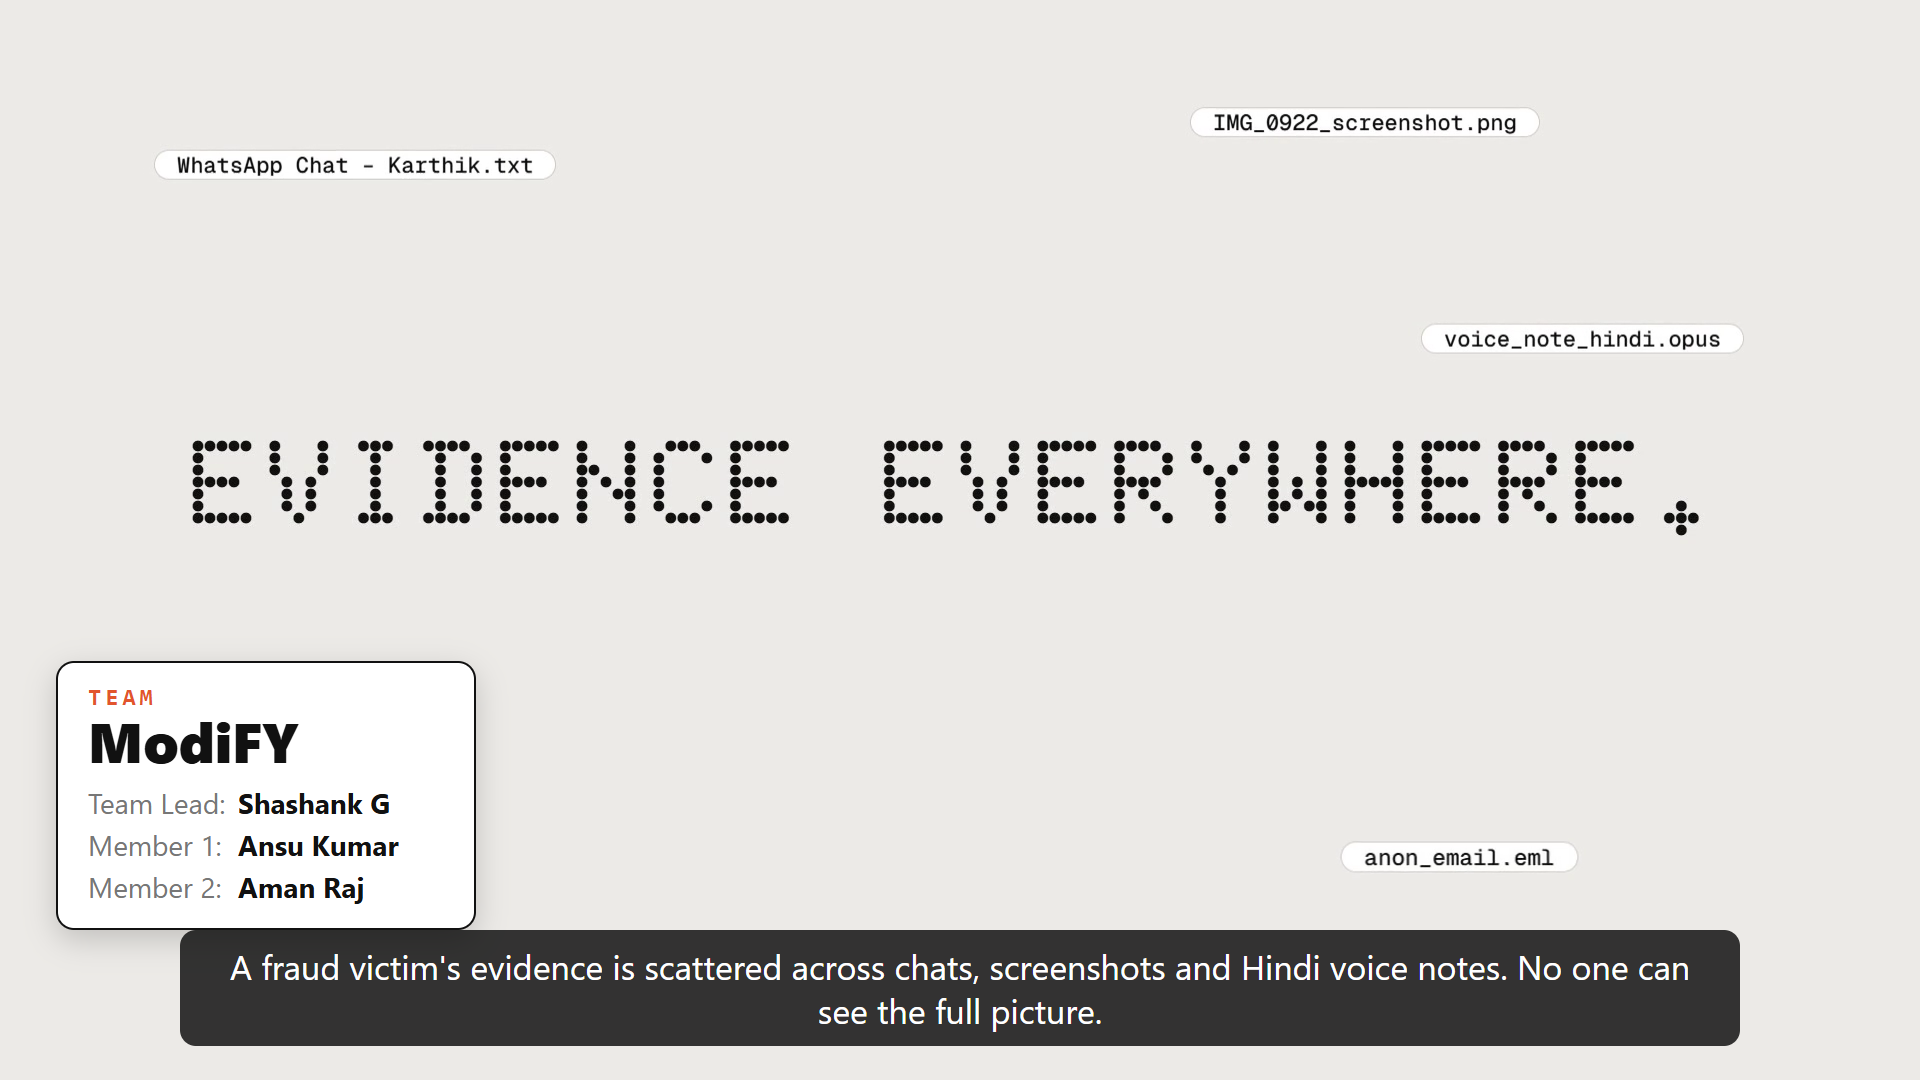 IMG_0922_screenshot.png
WhatsApp Chat - Karthik.txt
voice_note_hindi.opus
EVIDENCE EVERYWHERE.
TEAM
ModiFY
Team Lead: Shashank G
Member 1: Ansu Kumar
Member 2: Aman Raj
anon_email.eml
A fraud victim's evidence is scattered across chats, screenshots and Hindi voice notes. No one can
see the full picture.